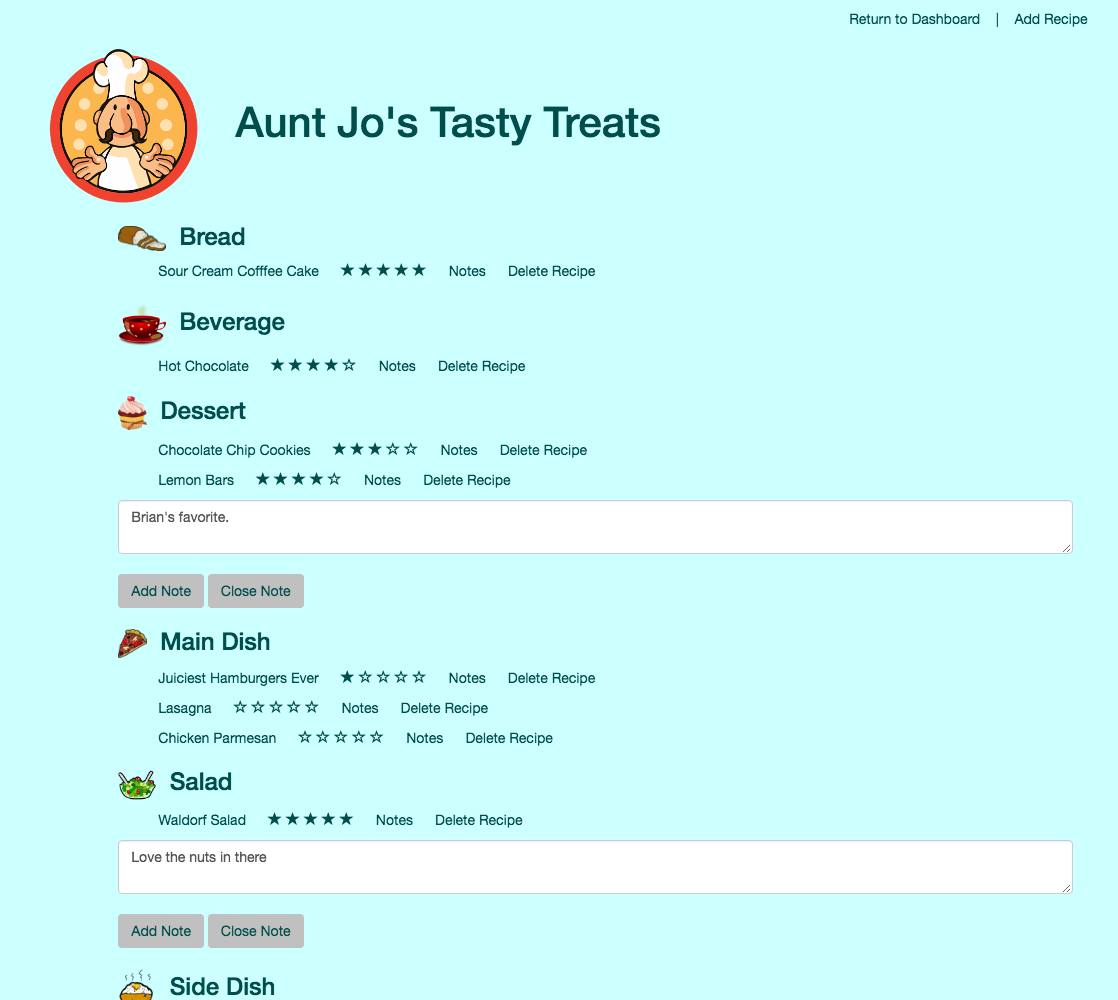 Return to Dashboard | Add Recipe
Aunt Jo's Tasty Treats
Bread
Sour Cream Cofffee Cake ★★★★★ Notes Delete Recipe
Beverage
Hot Chocolate ★★★★☆ Notes Delete Recipe
Dessert
Chocolate Chip Cookies ★★★☆☆ Notes Delete Recipe
Lemon Bars ★★★★☆ Notes Delete Recipe
Brian's favorite.
Add Note Close Note
Main Dish
Juiciest Hamburgers Ever ★☆☆☆☆ Notes Delete Recipe
Lasagna ☆☆☆☆☆ Notes Delete Recipe
Chicken Parmesan ☆☆☆☆☆ Notes Delete Recipe
Salad
Waldorf Salad ★★★★★ Notes Delete Recipe
Love the nuts in there
Add Note Close Note
Side Dish